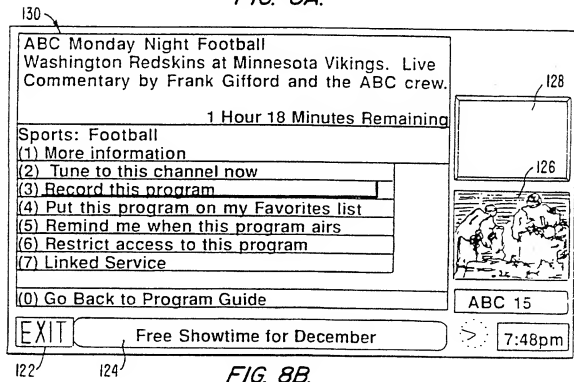 FIG. 8A.
130
ABC Monday Night Football
Washington Redskins at Minnesota Vikings. Live
Commentary by Frank Gifford and the ABC crew.
1 Hour 18 Minutes Remaining
128
Sports: Football
(1) More information
(2) Tune to this channel now
(3) Record this program
(4) Put this program on my Favorites list
(5) Remind me when this program airs
(6) Restrict access to this program
(7) Linked Service
126
(0) Go Back to Program Guide
ABC 15
EXIT
Free Showtime for December
7:48pm
122
124
FIG. 8B.